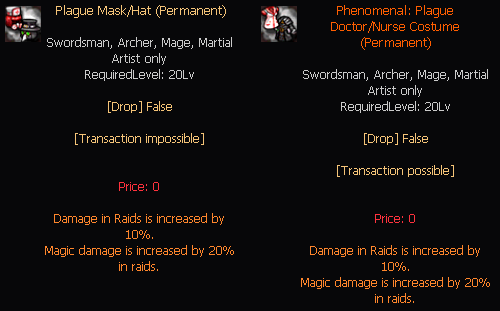 Plague Mask/Hat (Permanent)
Swordsman, Archer, Mage, Martial
Artist only
RequiredLevel: 20Lv
[Drop] False
[Transaction impossible]
Price: 0
Damage in Raids is increased by
10%.
Magic damage is increased by 20%
in raids.
Phenomenal: Plague
Doctor/Nurse Costume
(Permanent)
Swordsman, Archer, Mage, Martial
Artist only
RequiredLevel: 20Lv
[Drop] False
[Transaction possible]
Price: 0
Damage in Raids is increased by
10%.
Magic damage is increased by 20%
in raids.